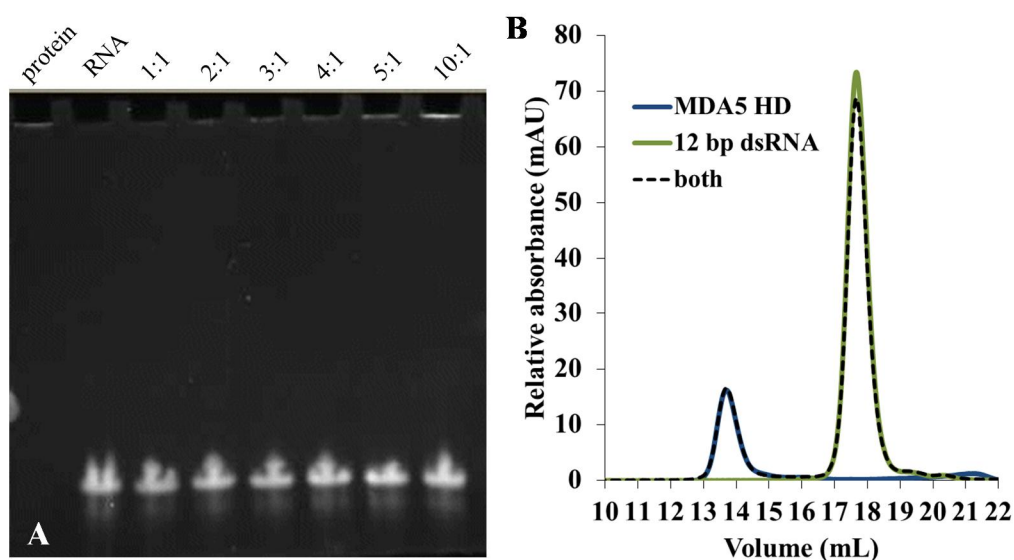 protein RNA 1:1 2:1 3:1 4:1 5:1 10:1
A
B
80
70
60
50
40
30
20
10
0
Relative absorbance (mAU)
MDA5 HD
12 bp dsRNA
both
10 11 12 13 14 15 16 17 18 19 20 21 22
Volume (mL)